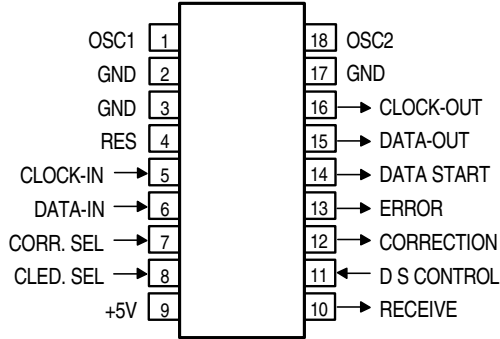 OSC1 1 18 OSC2
GND 2 17 GND
GND 3 16 CLOCK-OUT
RES 4 15 DATA-OUT
CLOCK-IN 5 14 DATA START
DATA-IN 6 13 ERROR
CORR. SEL 7 12 CORRECTION
CLED. SEL 8 11 D S CONTROL
+5V 9 10 RECEIVE